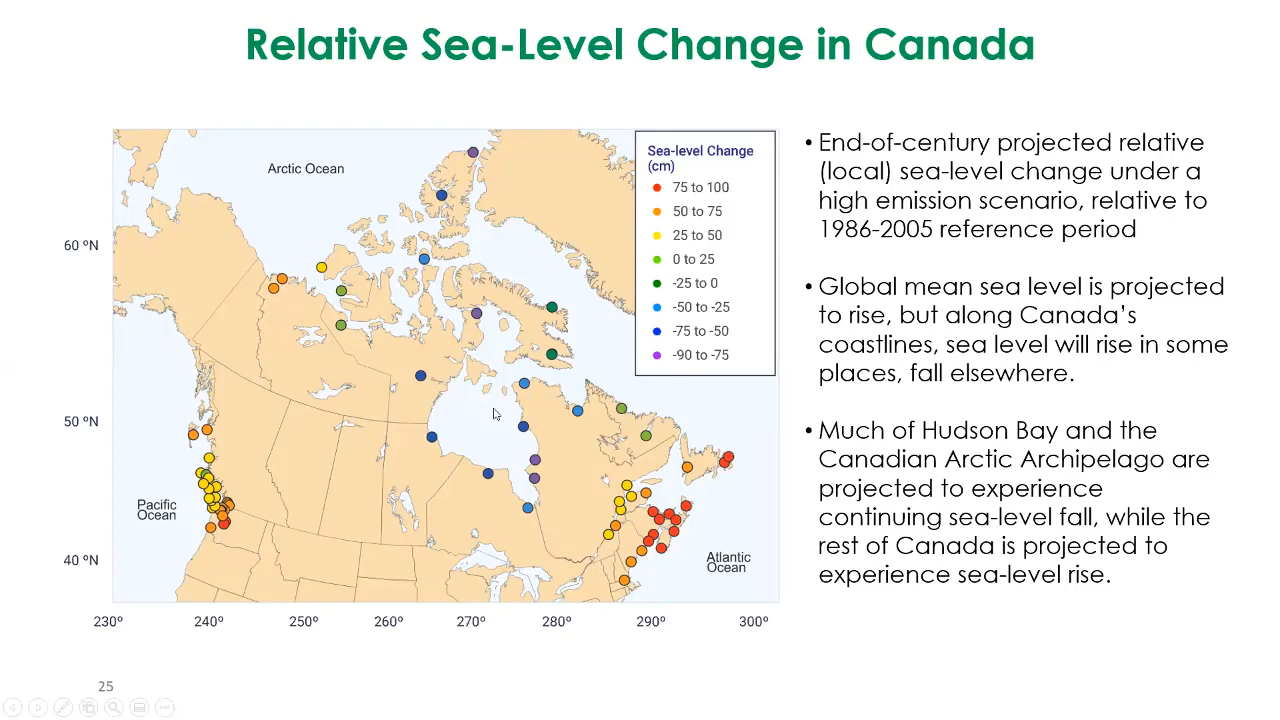 Relative Sea-Level Change in Canada
Arctic Ocean
Pacific
Ocean
Atlantic
Ocean
Sea-level Change
(cm)
75 to 100
50 to 75
25 to 50
0 to 25
-25 to 0
-50 to -25
-75 to -50
-90 to -75
60 ºN
50 ºN
40 ºN
230º 240º 250º 260º 270º 280º 290º 300º
• End-of-century projected relative
(local) sea-level change under a
high emission scenario, relative to
1986-2005 reference period
• Global mean sea level is projected
to rise, but along Canada's
coastlines, sea level will rise in some
places, fall elsewhere.
• Much of Hudson Bay and the
Canadian Arctic Archipelago are
projected to experience
continuing sea-level fall, while the
rest of Canada is projected to
experience sea-level rise.
25